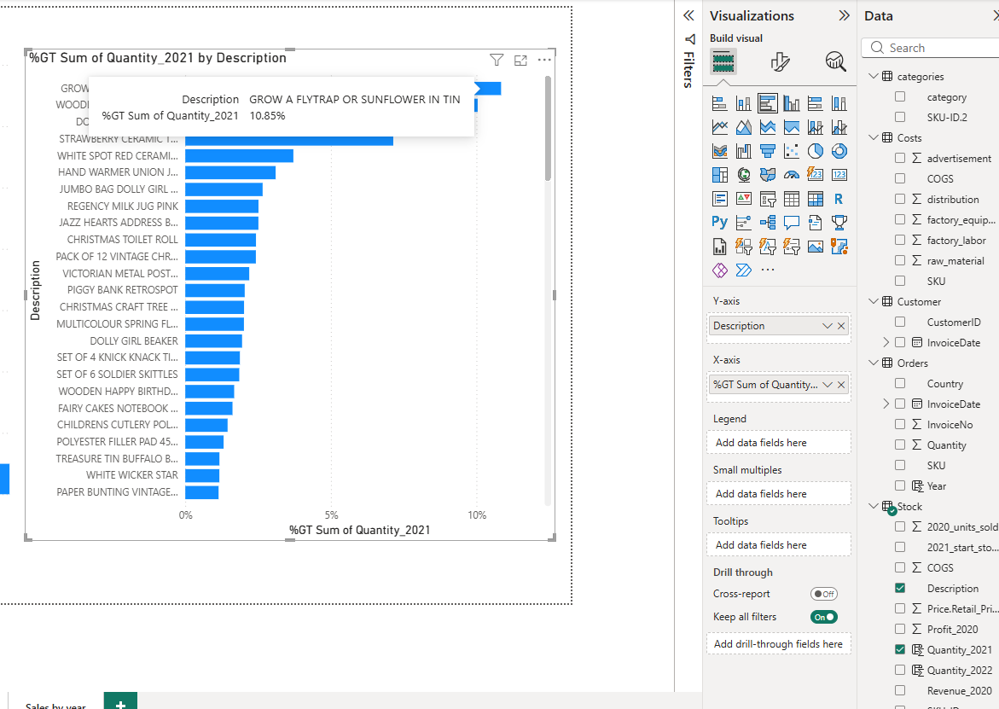 %GT Sum of Quantity_2021 by Description
GROW
Description GROW A FLYTRAP OR SUNFLOWER IN TIN
%GT Sum of Quantity_2021 10.85%
STRAWBERRY CERAMIC T...
WHITE SPOT RED CERAMI...
HAND WARMER UNION J...
JUMBO BAG DOLLY GIRL ...
REGENCY MILK JUG PINK
JAZZ HEARTS ADDRESS B...
CHRISTMAS TOILET ROLL
PACK OF 12 VINTAGE CHR...
VICTORIAN METAL POST...
PIGGY BANK RETROSPOT
CHRISTMAS CRAFT TREE ...
MULTICOLOUR SPRING FL...
DOLLY GIRL BEAKER
SET OF 4 KNICK KNACK TI...
SET OF 6 SOLDIER SKITTLES
WOODEN HAPPY BIRTHD...
FAIRY CAKES NOTEBOOK ...
CHILDRENS CUTLERY POL...
POLYESTER FILLER PAD 45...
TREASURE TIN BUFFALO B...
WHITE WICKER STAR
PAPER BUNTING VINTAGE...
Description
0% 5% 10%
%GT Sum of Quantity_2021
Sales by year
+
Filters
Visualizations
Build visual
123
123
R
Py
...
Y-axis
Description
X-axis
%GT Sum of Quantity...
Legend
Add data fields here
Small multiples
Add data fields here
Tooltips
Add data fields here
Drill through
Cross-report Off
Keep all filters On
Add drill-through fields here
Data
Search
categories
category
SKU-ID.2
Costs
advertisement
COGS
distribution
factory_equip...
factory_labor
raw_material
SKU
Customer
CustomerID
InvoiceDate
Orders
Country
InvoiceDate
InvoiceNo
Quantity
SKU
Year
Stock
2020_units_sold
2021_start_sto...
COGS
Description
Price.Retail_Pri...
Profit_2020
Quantity_2021
Quantity_2022
Revenue_2020